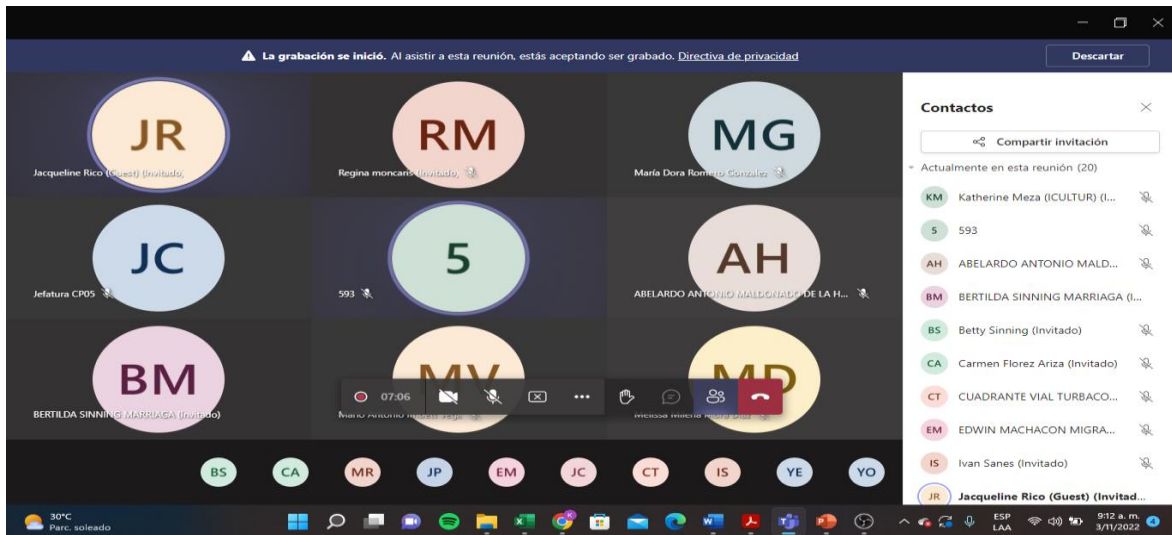 La grabación se inició. Al asistir a esta reunión, estás aceptando ser grabado. Directiva de privacidad
Descartar
JR
Jacqueline Rico (Guest) (Invitado)
RM
Regina moncaris (Invitado)
MG
María Dora Romero Gonzalez
JC
Jefatura CP05
5
593
AH
ABELARDO ANTONIO MALDONADO DE LA H...
BM
BERTILDA SINNING MARRIAGA (Invitado)
MV
MD
07:06
BS
CA
MR
JP
EM
JC
CT
IS
YE
YO
Contactos
Compartir invitación
Actualmente en esta reunión (20)
KM Katherine Meza (ICULTUR) (I...
5 593
AH ABELARDO ANTONIO MALD...
BM BERTILDA SINNING MARRIAGA (I...
BS Betty Sinning (Invitado)
CA Carmen Florez Ariza (Invitado)
CT CUADRANTE VIAL TURBACO...
EM EDWIN MACHACON MIGRA...
IS Ivan Sanes (Invitado)
JR Jacqueline Rico (Guest) (Invitad...
30°C
Parc. soleado
ESP
LAA
9:12 a. m.
3/11/2022
4